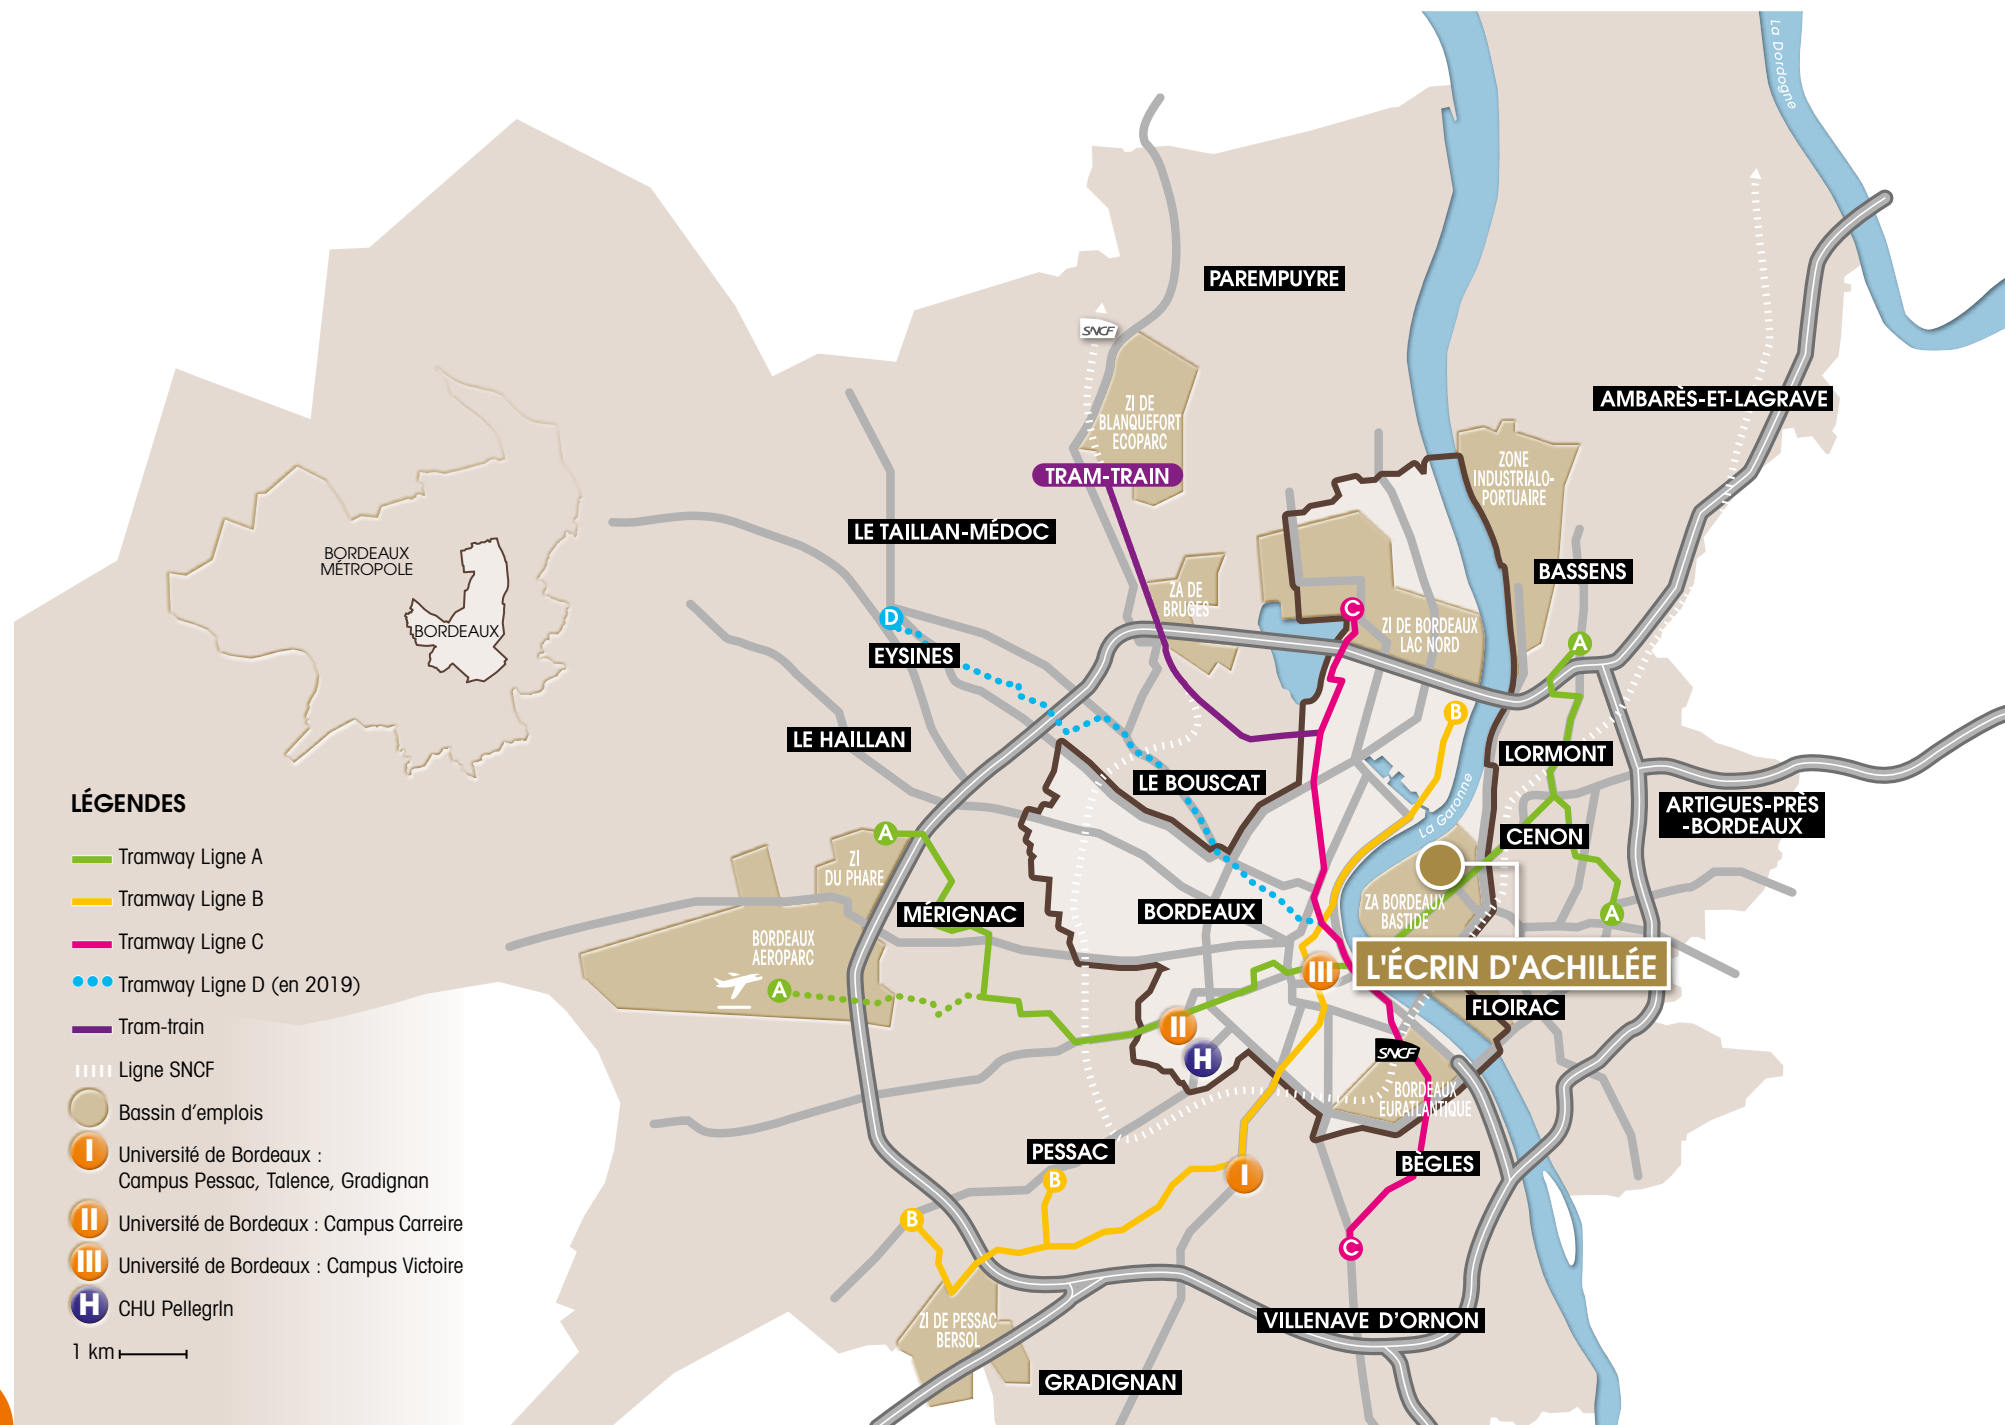 La Dordogne
PAREMPUYRE
SNCF
AMBARÈS-ET-LAGRAVE
ZI DE
BLANQUEFORT
ECOPARC
TRAM-TRAIN
ZONE
INDUSTRIALO-
PORTUAIRE
LE TAILLAN-MÉDOC
BORDEAUX
MÉTROPOLE
BORDEAUX
BASSENS
ZA DE
BRUGES
C
D
ZI DE BORDEAUX
LAC NORD
A
EYSINES
B
LE HAILLAN
LORMONT
LE BOUSCAT
La Garonne
ARTIGUES-PRÈS
-BORDEAUX
CENON
A
ZI
DU PHARE
MÉRIGNAC
BORDEAUX
ZA BORDEAUX
BASTIDE
A
BORDEAUX
AEROPARC
A
III
L'ÉCRIN D'ACHILLÉE
FLOIRAC
II
H
SNCF
BORDEAUX
EURATLANTIQUE
PESSAC
B
I
BÈGLES
B
C
ZI DE PESSAC
BERSOL
VILLENAVE D'ORNON
GRADIGNAN
LÉGENDES
Tramway Ligne A
Tramway Ligne B
Tramway Ligne C
Tramway Ligne D (en 2019)
Tram-train
Ligne SNCF
Bassin d'emplois
I Université de Bordeaux :
Campus Pessac, Talence, Gradignan
II Université de Bordeaux : Campus Carreire
III Université de Bordeaux : Campus Victoire
H CHU PellegrIn
1 km